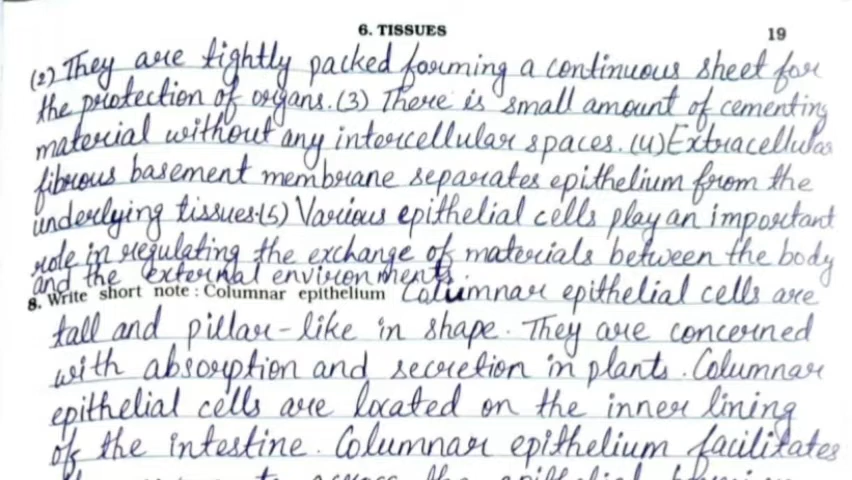 6. TISSUES 19
(2) They are tightly packed forming a continuous sheet for
the protection of organs. (3) There is small amount of cementing
material without any intercellular spaces. (4) Extracellular
fibrous basement membrane separates epithelium from the
underlying tissues. (5) Various epithelial cells play an important
role in regulating the exchange of materials between the body
and the external environments.
8. Write short note : Columnar epithelium Columnar epithelial cells are
tall and pillar-like in shape. They are concerned
with absorption and secretion in plants. Columnar
epithelial cells are located on the inner lining
of the intestine. Columnar epithelium facilitates
across the epithelial